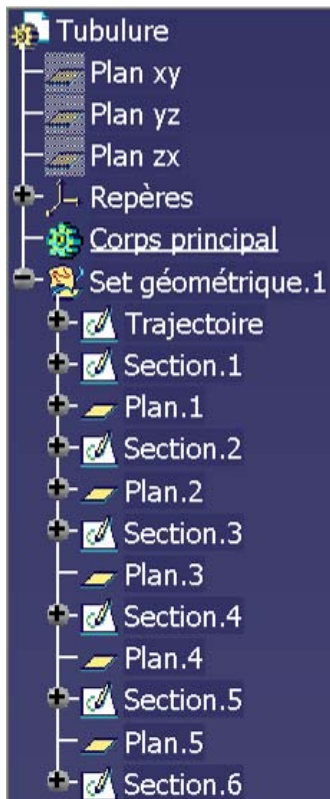 Tubulure
Plan xy
Plan yz
Plan zx
Repères
Corps principal
Set géométrique.1
Trajectoire
Section.1
Plan.1
Section.2
Plan.2
Section.3
Plan.3
Section.4
Plan.4
Section.5
Plan.5
Section.6